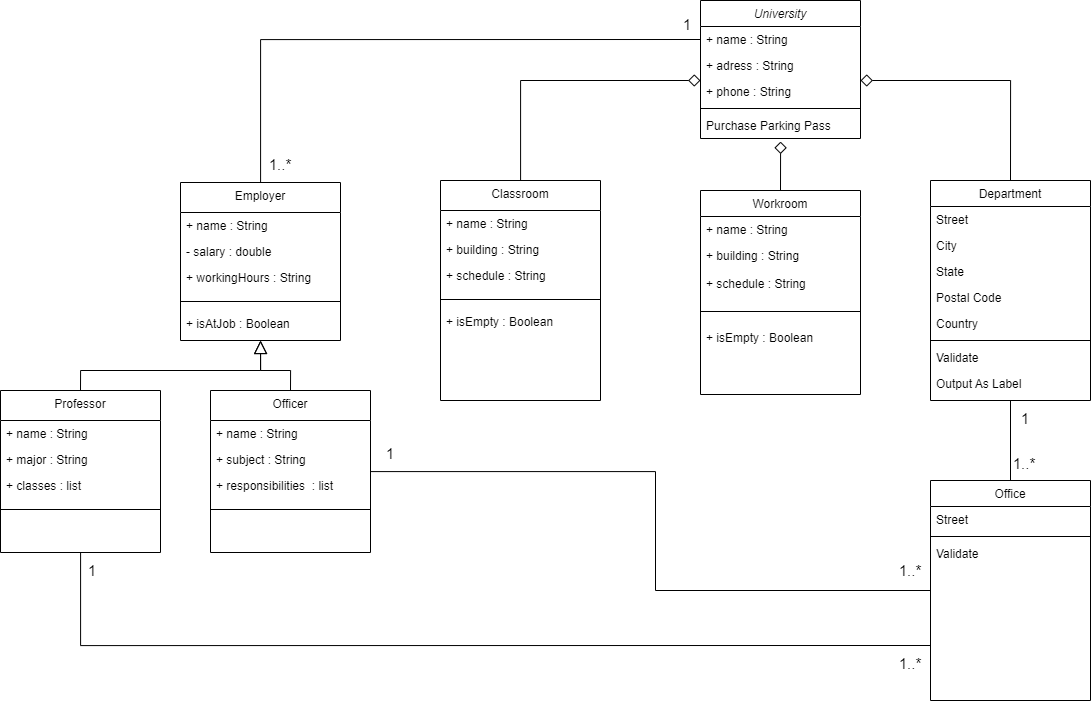 University
+ name : String
+ adress : String
+ phone : String
Purchase Parking Pass
1
1..*
Employer
+ name : String
- salary : double
+ workingHours : String
+ isAtJob : Boolean
Classroom
+ name : String
+ building : String
+ schedule : String
+ isEmpty : Boolean
Workroom
+ name : String
+ building : String
+ schedule : String
+ isEmpty : Boolean
Department
Street
City
State
Postal Code
Country
Validate
Output As Label
1
1..*
Professor
+ name : String
+ major : String
+ classes : list
1
Officer
+ name : String
+ subject : String
+ responsibilities : list
1
Office
Street
Validate
1..*
1..*